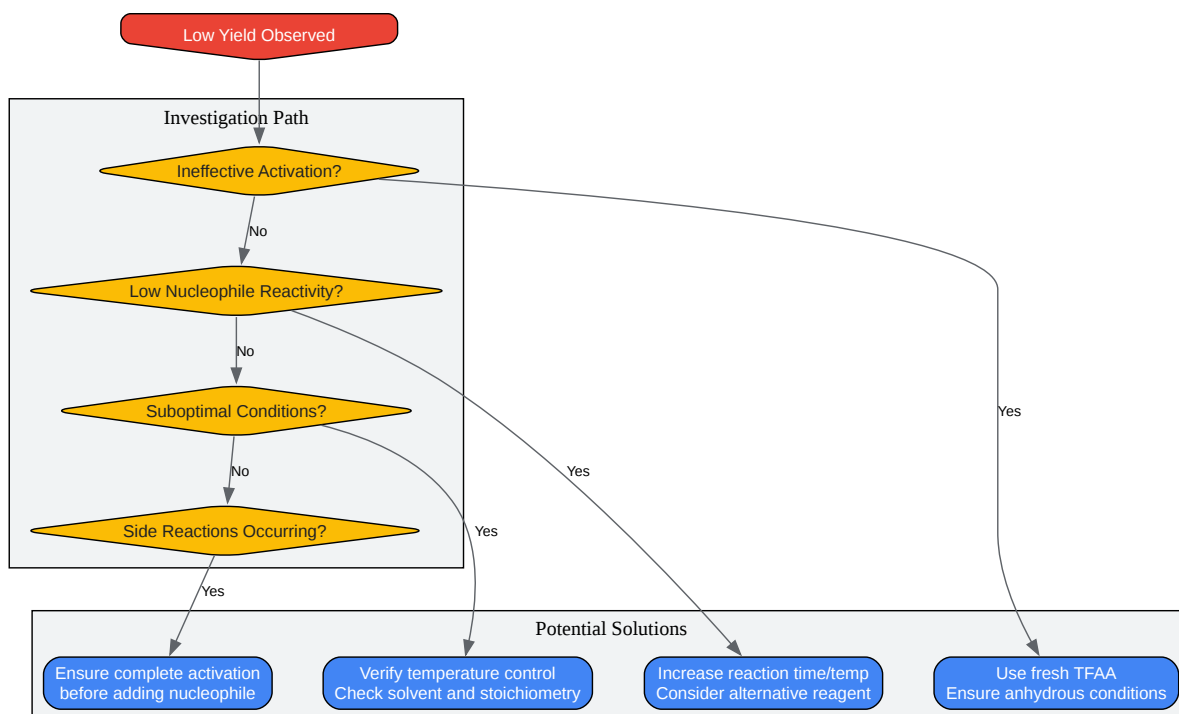 Low Yield Observed
Investigation Path
Ineffective Activation?
No
Low Nucleophile Reactivity?
No
Suboptimal Conditions?
Yes
Yes
No
Side Reactions Occurring?
Yes
Yes
Potential Solutions
Ensure complete activation
before adding nucleophile
Verify temperature control
Check solvent and stoichiometry
Increase reaction time/temp
Consider alternative reagent
Use fresh TFAA
Ensure anhydrous conditions